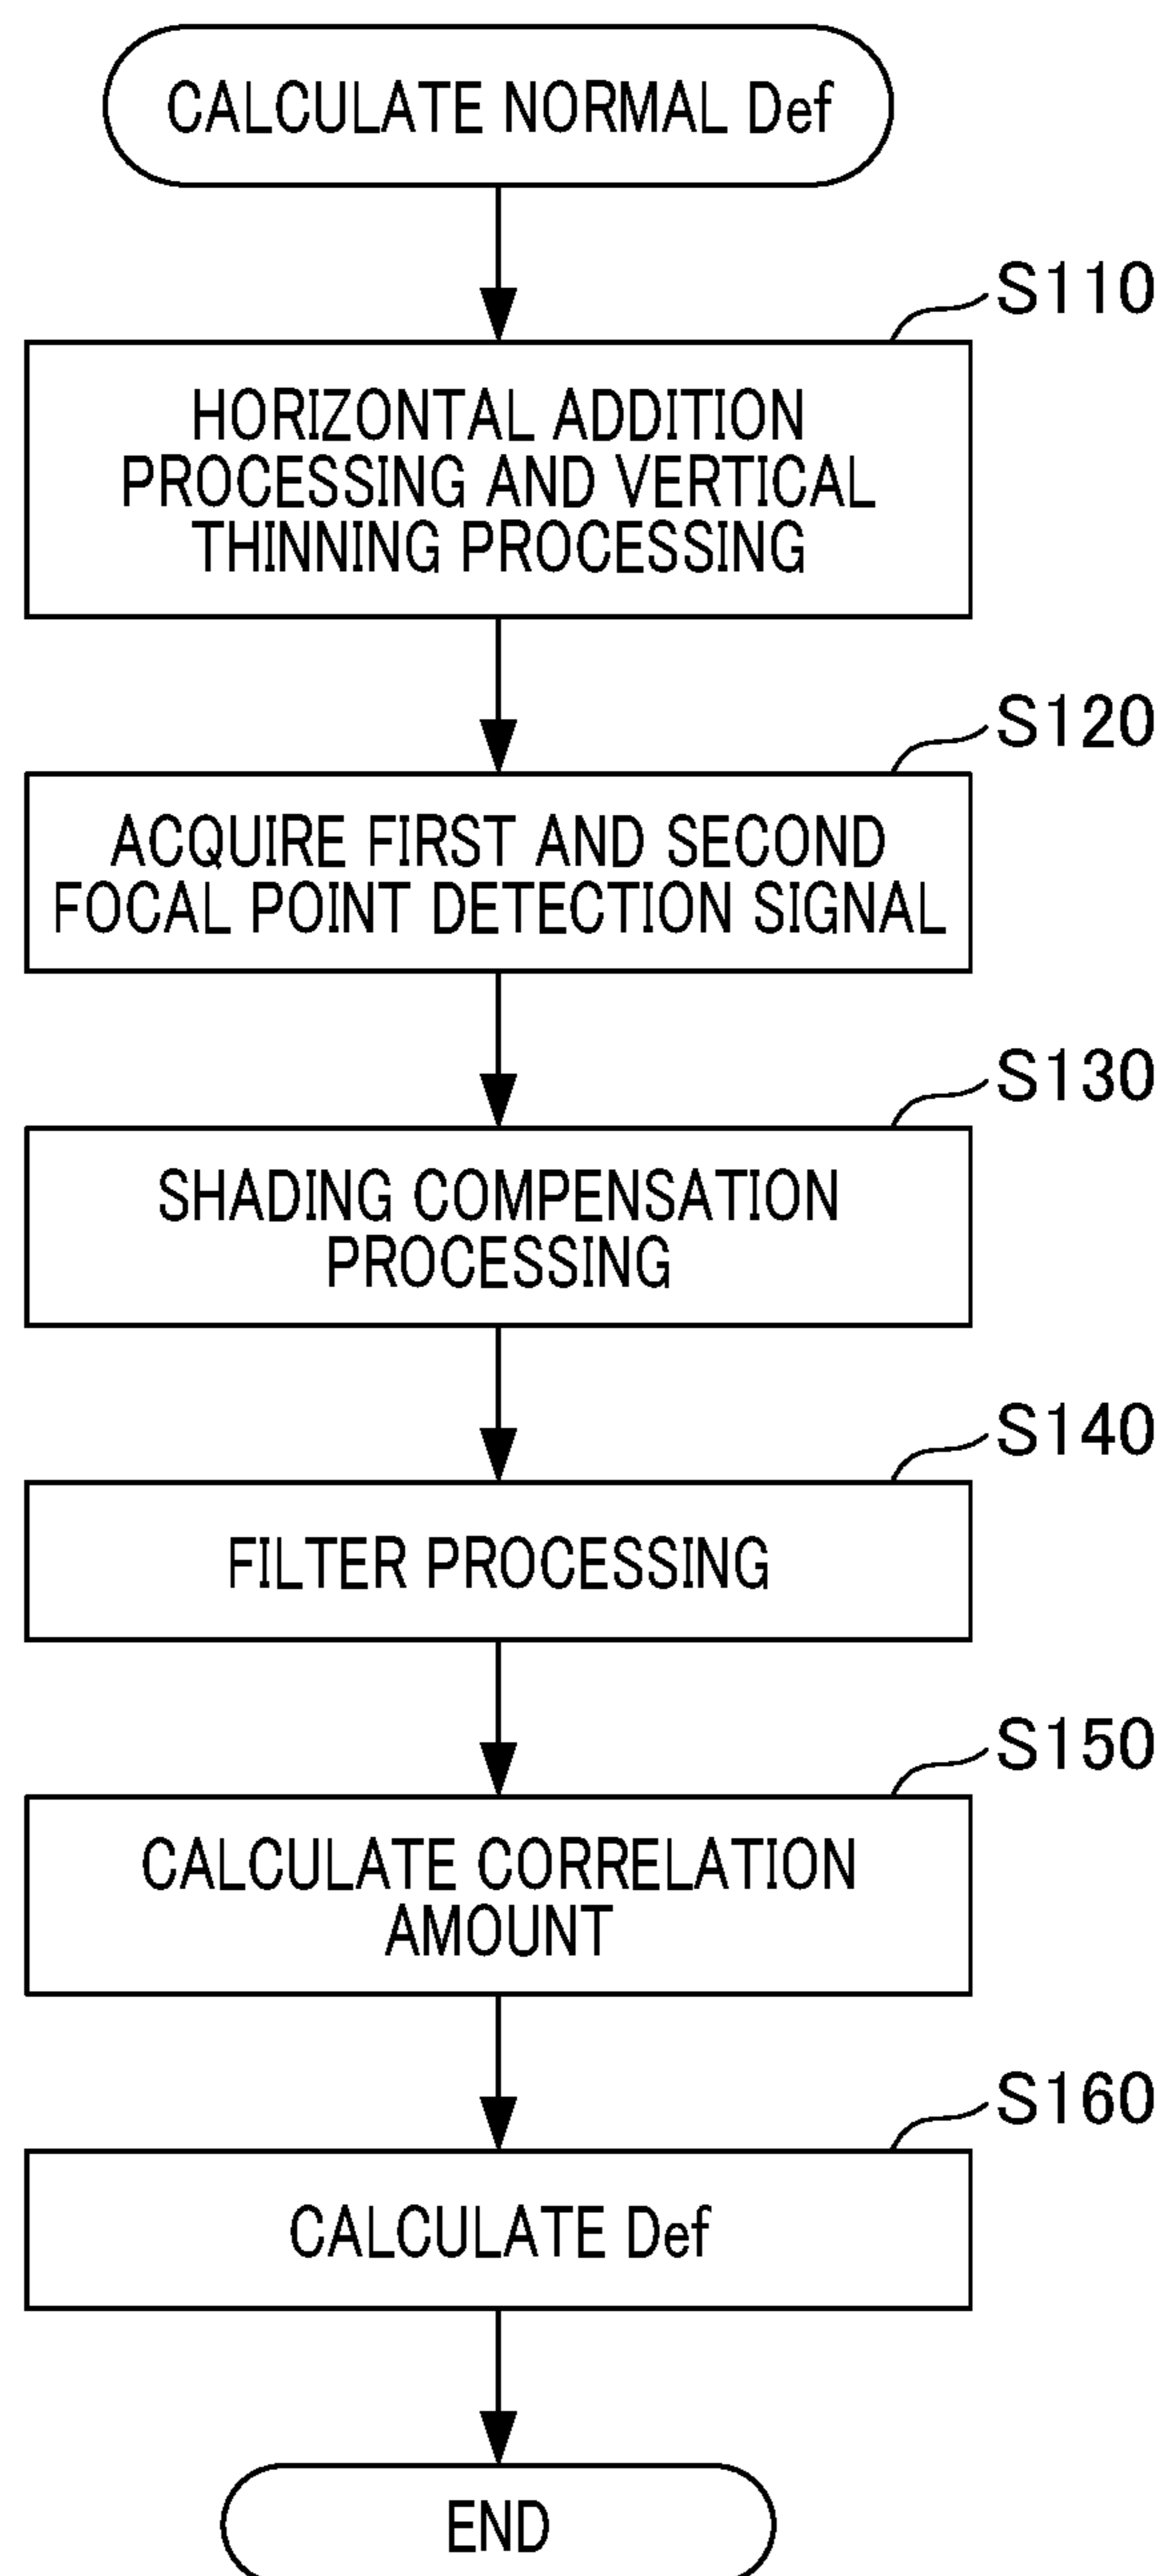 CALCULATE NORMAL Def
S110
HORIZONTAL ADDITION
PROCESSING AND VERTICAL
THINNING PROCESSING
S120
ACQUIRE FIRST AND SECOND
FOCAL POINT DETECTION SIGNAL
S130
SHADING COMPENSATION
PROCESSING
S140
FILTER PROCESSING
S150
CALCULATE CORRELATION
AMOUNT
S160
CALCULATE Def
END